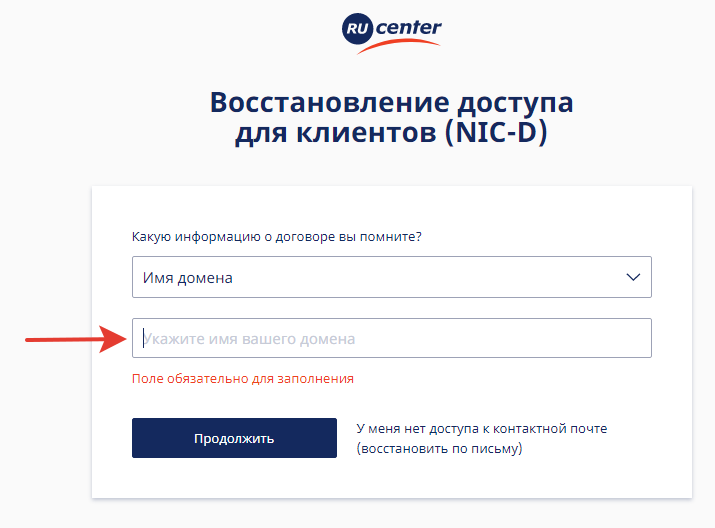 RU center
Восстановление доступа
для клиентов (NIC-D)
Какую информацию о договоре вы помните?
Имя домена
Укажите имя вашего домена
Поле обязательно для заполнения
Продолжить
У меня нет доступа к контактной почте
(восстановить по письму)